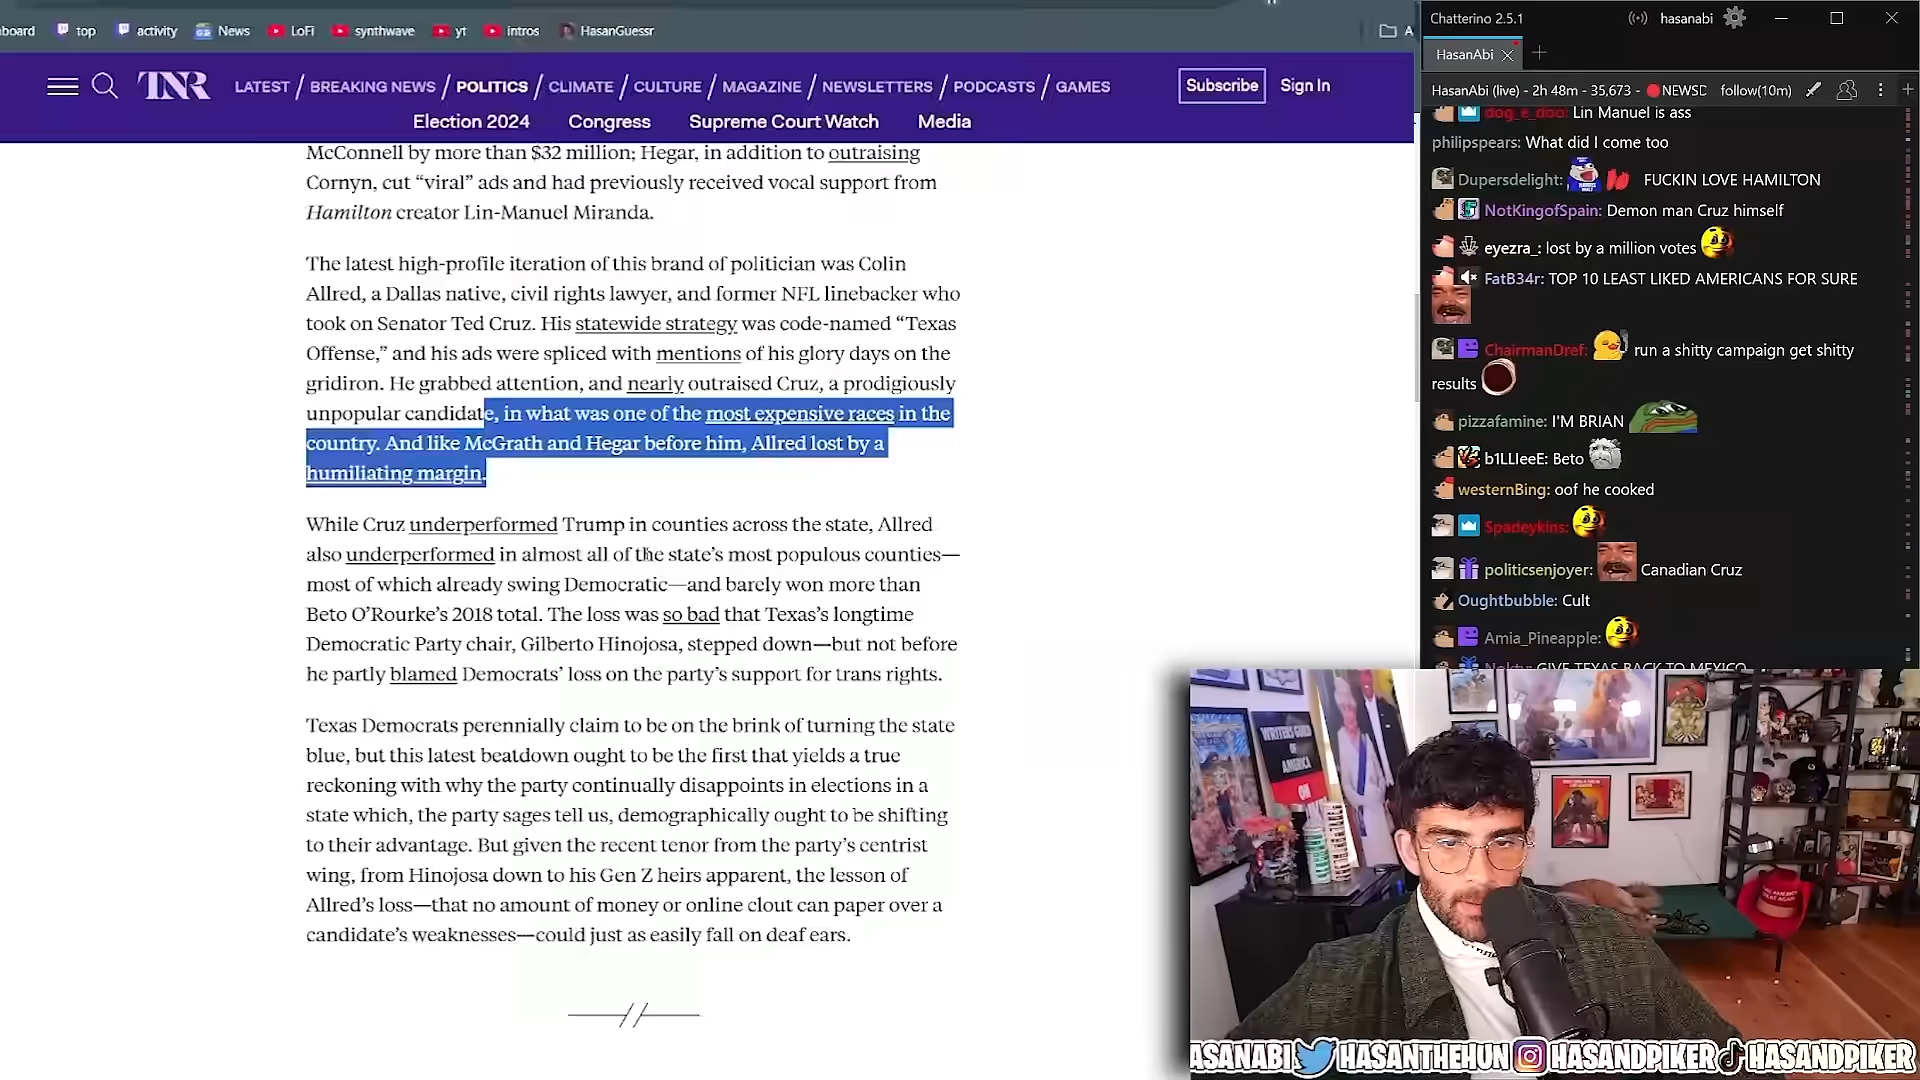 board
top
activity
News
LoFi
synthwave
yt
intros
HasanGuessr
A
TNR
LATEST / BREAKING NEWS / POLITICS / CLIMATE / CULTURE / MAGAZINE / NEWSLETTERS / PODCASTS / GAMES
Subscribe
Sign In
Election 2024 Congress Supreme Court Watch Media
McConnell by more than $32 million; Hegar, in addition to outraising
Cornyn, cut “viral” ads and had previously received vocal support from
Hamilton creator Lin-Manuel Miranda.
The latest high-profile iteration of this brand of politician was Colin
Allred, a Dallas native, civil rights lawyer, and former NFL linebacker who
took on Senator Ted Cruz. His statewide strategy was code-named “Texas
Offense,” and his ads were spliced with mentions of his glory days on the
gridiron. He grabbed attention, and nearly outraised Cruz, a prodigiously
unpopular candidate, in what was one of the most expensive races in the
country. And like McGrath and Hegar before him, Allred lost by a
humiliating margin.
While Cruz underperformed Trump in counties across the state, Allred
also underperformed in almost all of the state’s most populous counties—
most of which already swing Democratic—and barely won more than
Beto O’Rourke’s 2018 total. The loss was so bad that Texas’s longtime
Democratic Party chair, Gilberto Hinojosa, stepped down—but not before
he partly blamed Democrats’ loss on the party’s support for trans rights.
Texas Democrats perennially claim to be on the brink of turning the state
blue, but this latest beatdown ought to be the first that yields a true
reckoning with why the party continually disappoints in elections in a
state which, the party sages tell us, demographically ought to be shifting
to their advantage. But given the recent tenor from the party’s centrist
wing, from Hinojosa down to his Gen Z heirs apparent, the lesson of
Allred’s loss—that no amount of money or online clout can paper over a
candidate’s weaknesses—could just as easily fall on deaf ears.
Chatterino 2.5.1
hasanabi
HasanAbi
HasanAbi (live) - 2h 48m - 35,673 - NEWSD follow(10m)
dog_e_doo: Lin Manuel is ass
philipspears: What did I come too
Dupersdelight: FUCKIN LOVE HAMILTON
NotKingofSpain: Demon man Cruz himself
eyezra_: lost by a million votes
FatB34r: TOP 10 LEAST LIKED AMERICANS FOR SURE
ChairmanDref: run a shitty campaign get shitty
results
pizzafamine: I'M BRIAN
b1LLIeeE: Beto
westernBing: oof he cooked
Spadeykins:
politicsenjoyer: Canadian Cruz
Oughtbubble: Cult
Amia_Pineapple:
GIVE TEXAS BACK TO MEXICO
WRITERS GUILD
OF
AMERICA
ON
ASANABI HASANTHEHUN HASANDPIKER HASANDPIKER